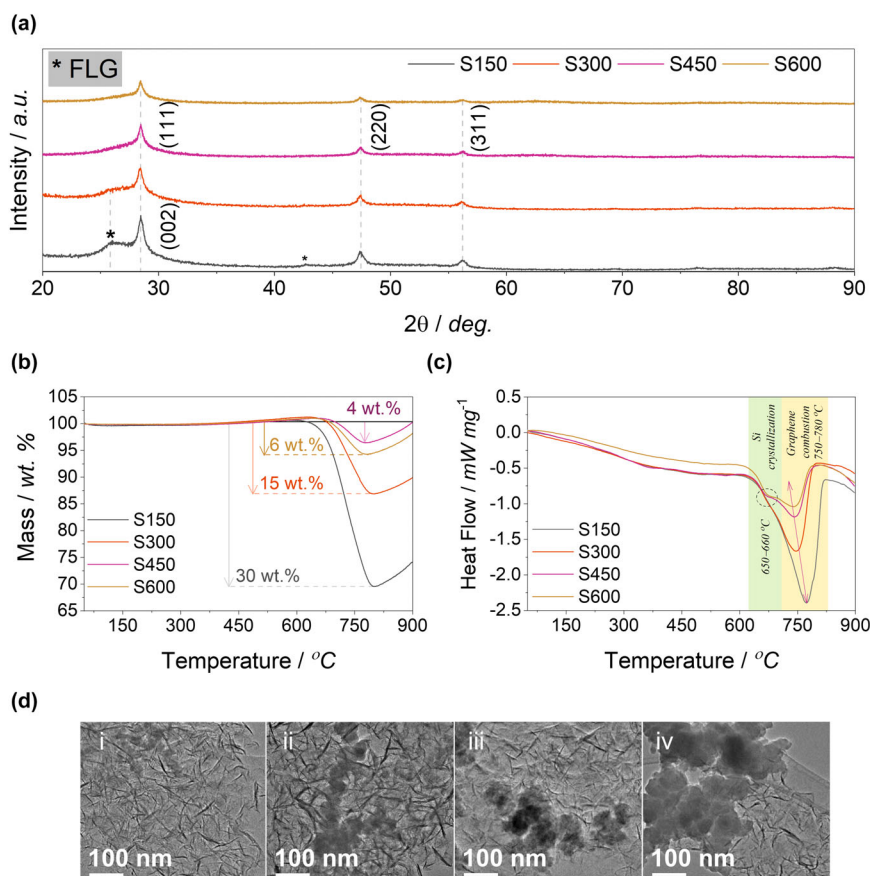 (a)
* FLG
S150 S300 S450 S600
(111)
(220)
(311)
(002)
*
*
Intensity / a.u.
20 30 40 50 60 70 80 90
2θ / deg.
(b)
105
100
95
90
85
80
75
70
65
4 wt.%
6 wt.%
15 wt.%
30 wt.%
S150
S300
S450
S600
Mass / wt. %
150 300 450 600 750 900
Temperature / °C
(c)
0.5
0.0
-0.5
-1.0
-1.5
-2.0
-2.5
Si
crystallization
650–660 °C
Graphene
combustion
750–780 °C
S150
S300
S450
S600
Heat Flow / mW mg⁻¹
150 300 450 600 750 900
Temperature / °C
(d)
i ii iii iv
100 nm 100 nm 100 nm 100 nm